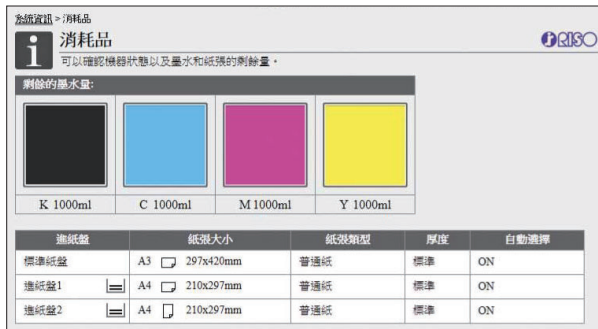 系統資訊 > 消耗品
消耗品
RISO
可以確認機器狀態以及墨水和紙張的剩餘量。
剩餘的墨水量:
K 1000ml C 1000ml M 1000ml Y 1000ml
進紙盤 紙張大小 紙張類型 厚度 自動選擇
標準紙盤 A3 297x420mm 普通紙 標準 ON
進紙盤1 A4 210x297mm 普通紙 標準 ON
進紙盤2 A4 210x297mm 普通紙 標準 ON